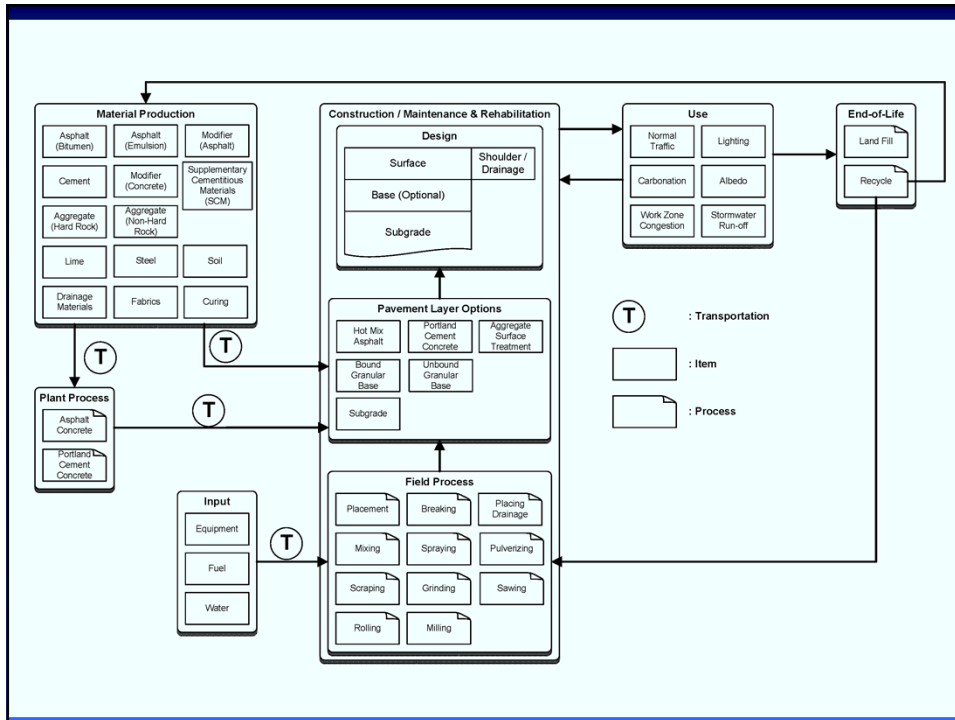 Material Production
Asphalt
(Bitumen)
Asphalt
(Emulsion)
Modifier
(Asphalt)
Cement
Modifier
(Concrete)
Supplementary
Cementitious
Materials
(SCM)
Aggregate
(Hard Rock)
Aggregate
(Non-Hard
Rock)
Lime
Steel
Soil
Drainage
Materials
Fabrics
Curing
T
T
Plant Process
Asphalt
Concrete
Portland
Cement
Concrete
T
Input
Equipment
Fuel
Water
T
Construction / Maintenance & Rehabilitation
Design
Surface
Shoulder /
Drainage
Base (Optional)
Subgrade
Pavement Layer Options
Hot Mix
Asphalt
Portland
Cement
Concrete
Aggregate
Surface
Treatment
Bound
Granular
Base
Unbound
Granular
Base
Subgrade
Field Process
Placement
Breaking
Placing
Drainage
Mixing
Spraying
Pulverizing
Scraping
Grinding
Sawing
Rolling
Milling
Use
Normal
Traffic
Lighting
Carbonation
Albedo
Work Zone
Congestion
Stormwater
Run-off
End-of-Life
Land Fill
Recycle
T : Transportation
: Item
: Process